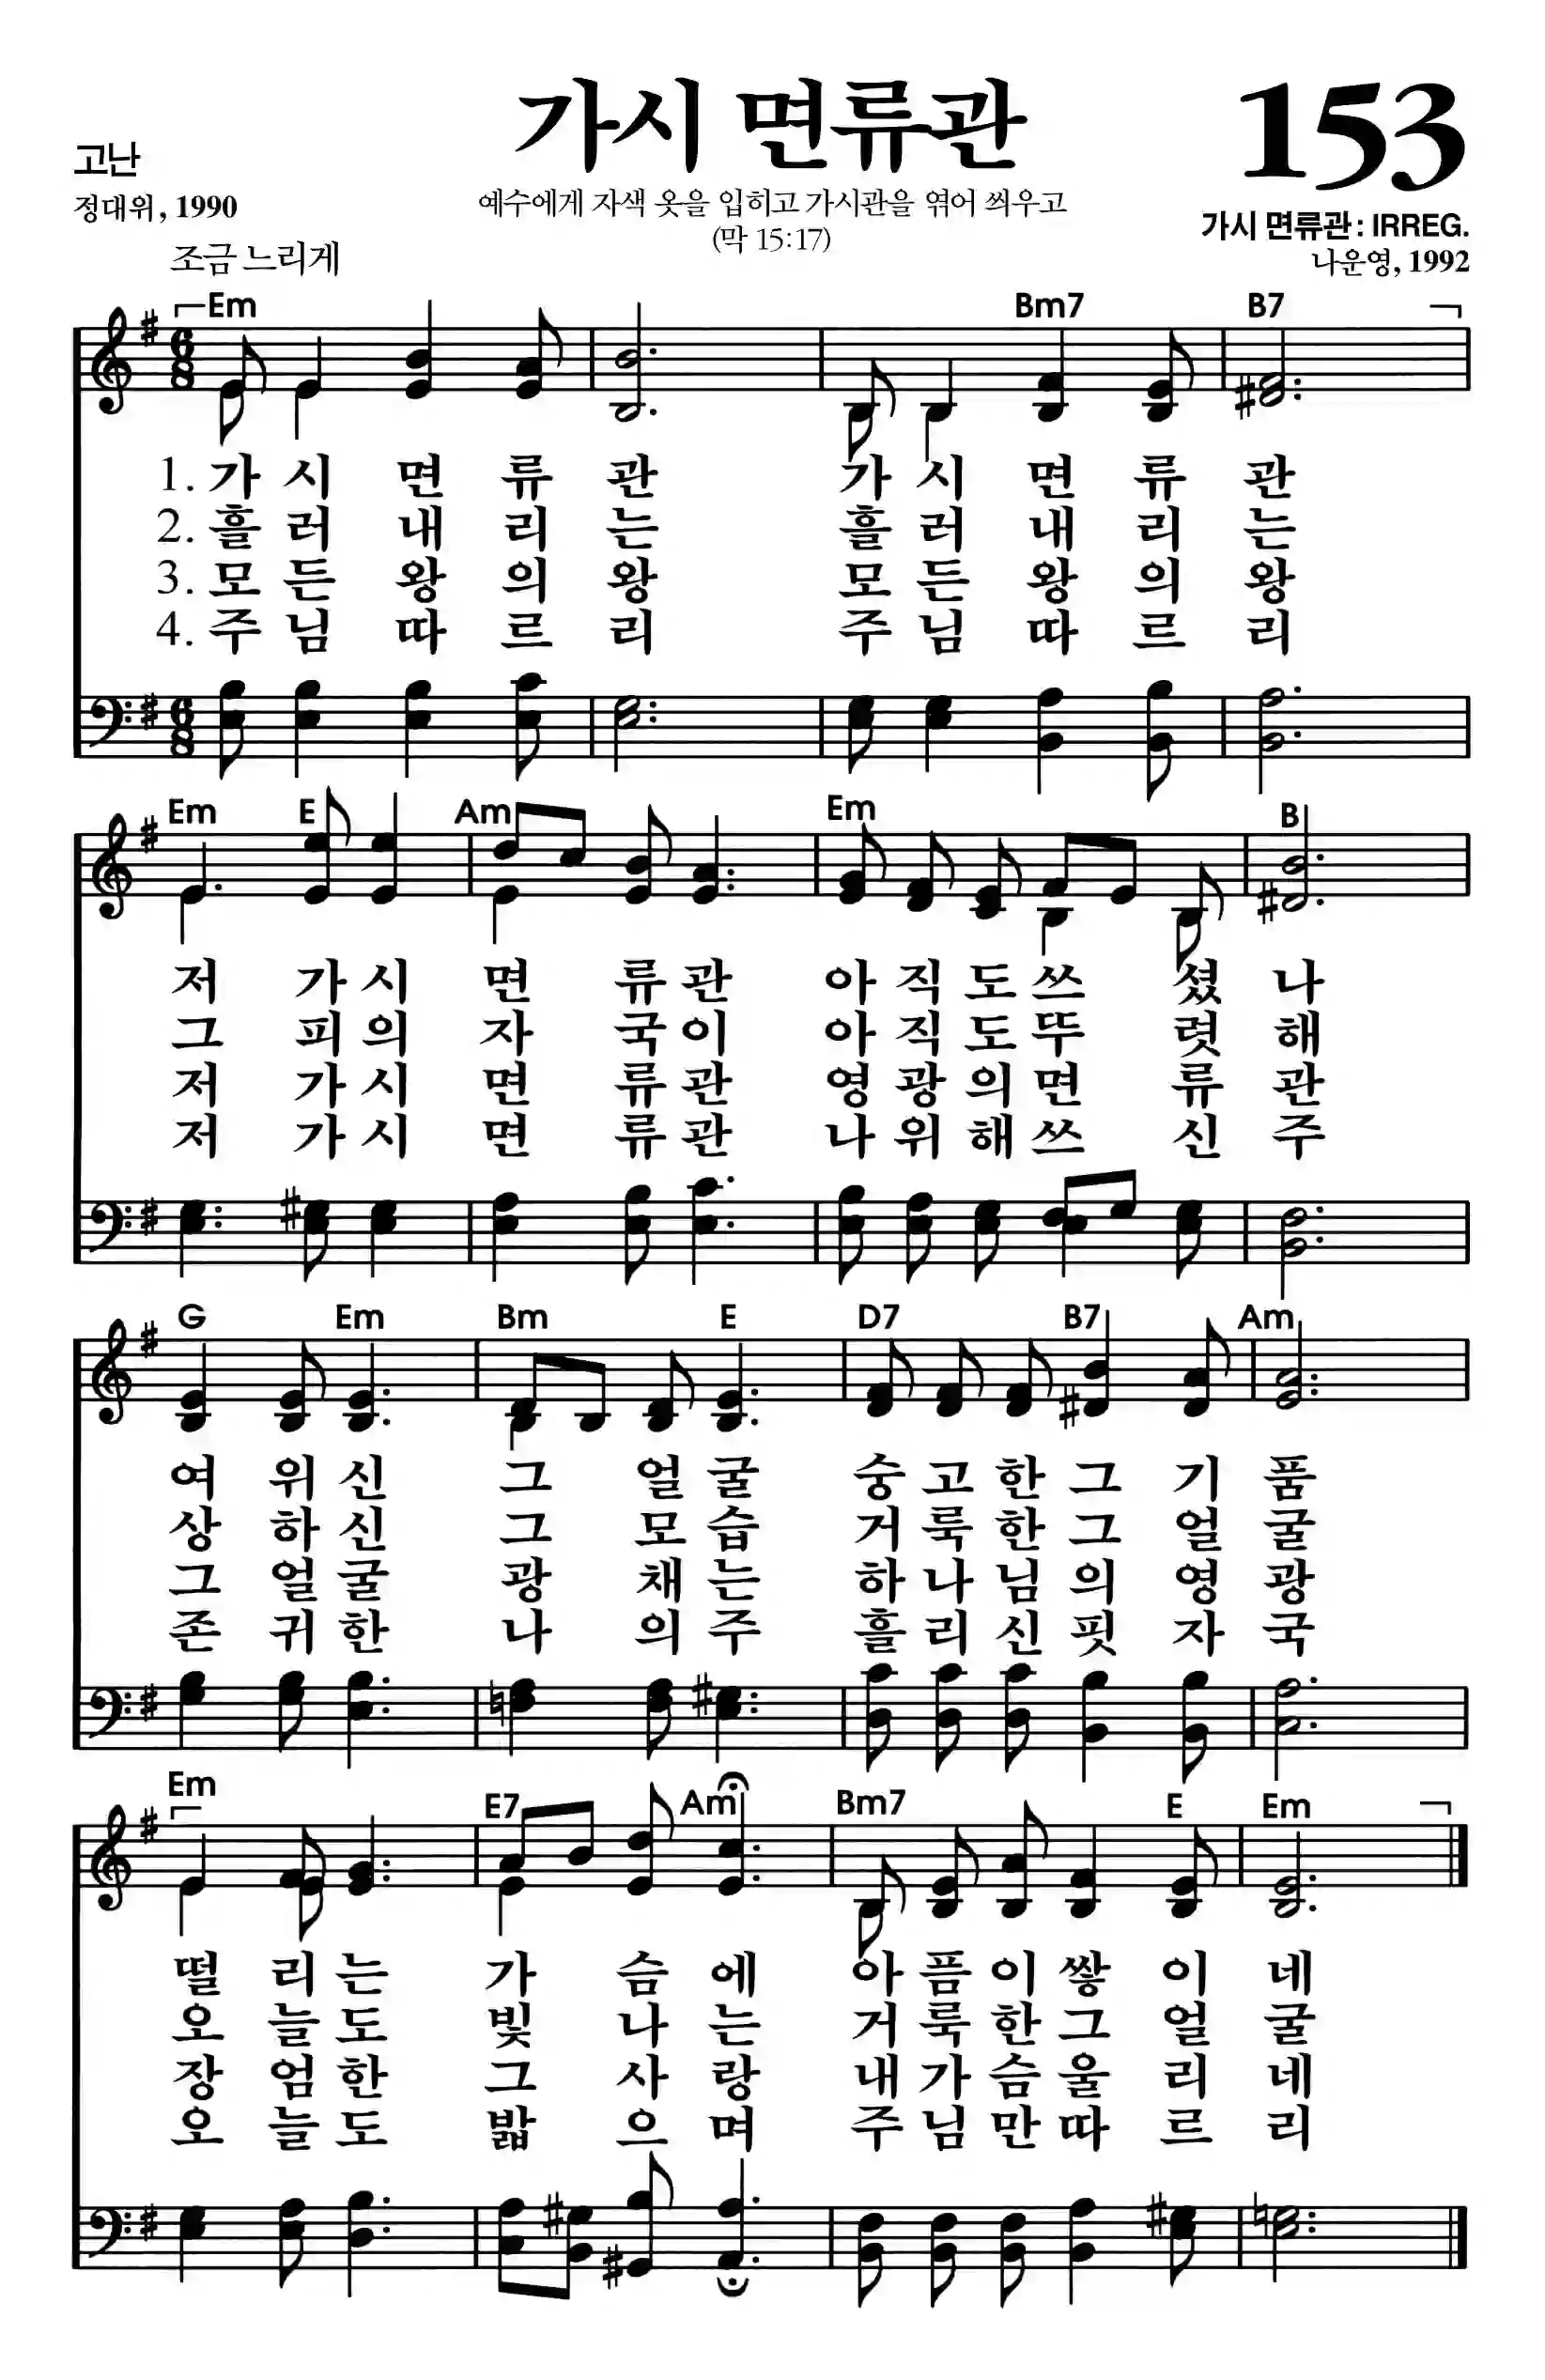 가시 면류관
153
고난
정대위, 1990
예수에게 자색 옷을 입히고 가시관을 엮어 씌우고
(막 15:17)
가시 면류관: IRREG.
나운영, 1992
조금 느리게
Em Bm7 B7
6 8
1. 가 시 면 류 관 가 시 면 류 관
2. 흘 러 내 리 는 흘 러 내 리 는
3. 모 든 왕 의 왕 모 든 왕 의 왕
4. 주 님 따 르 리 주 님 따 르 리
6 8
Em E Am Em B
저 가 시 면 류 관 아 직 도 쓰 셨 나
그 피 의 자 국 이 아 직 도 뚜 렷 해
저 가 시 면 류 관 영 광 의 면 류 관
저 가 시 면 류 관 나 위 해 쓰 신 주
G Em Bm E D7 B7 Am
여 위 신 그 얼 굴 숭 고 한 그 기 품
상 하 신 그 모 습 거 룩 한 그 얼 굴
그 얼 굴 광 채 는 하 나 님 의 영 광
존 귀 한 나 의 주 흘 리 신 핏 자 국
Em E7 Am Bm7 E Em
떨 리 는 가 슴 에 아 픔 이 쌓 이 네
오 늘 도 빛 나 는 거 룩 한 그 얼 굴
장 엄 한 그 사 랑 내 가 슴 울 리 네
오 늘 도 밟 으 며 주 님 만 따 르 리